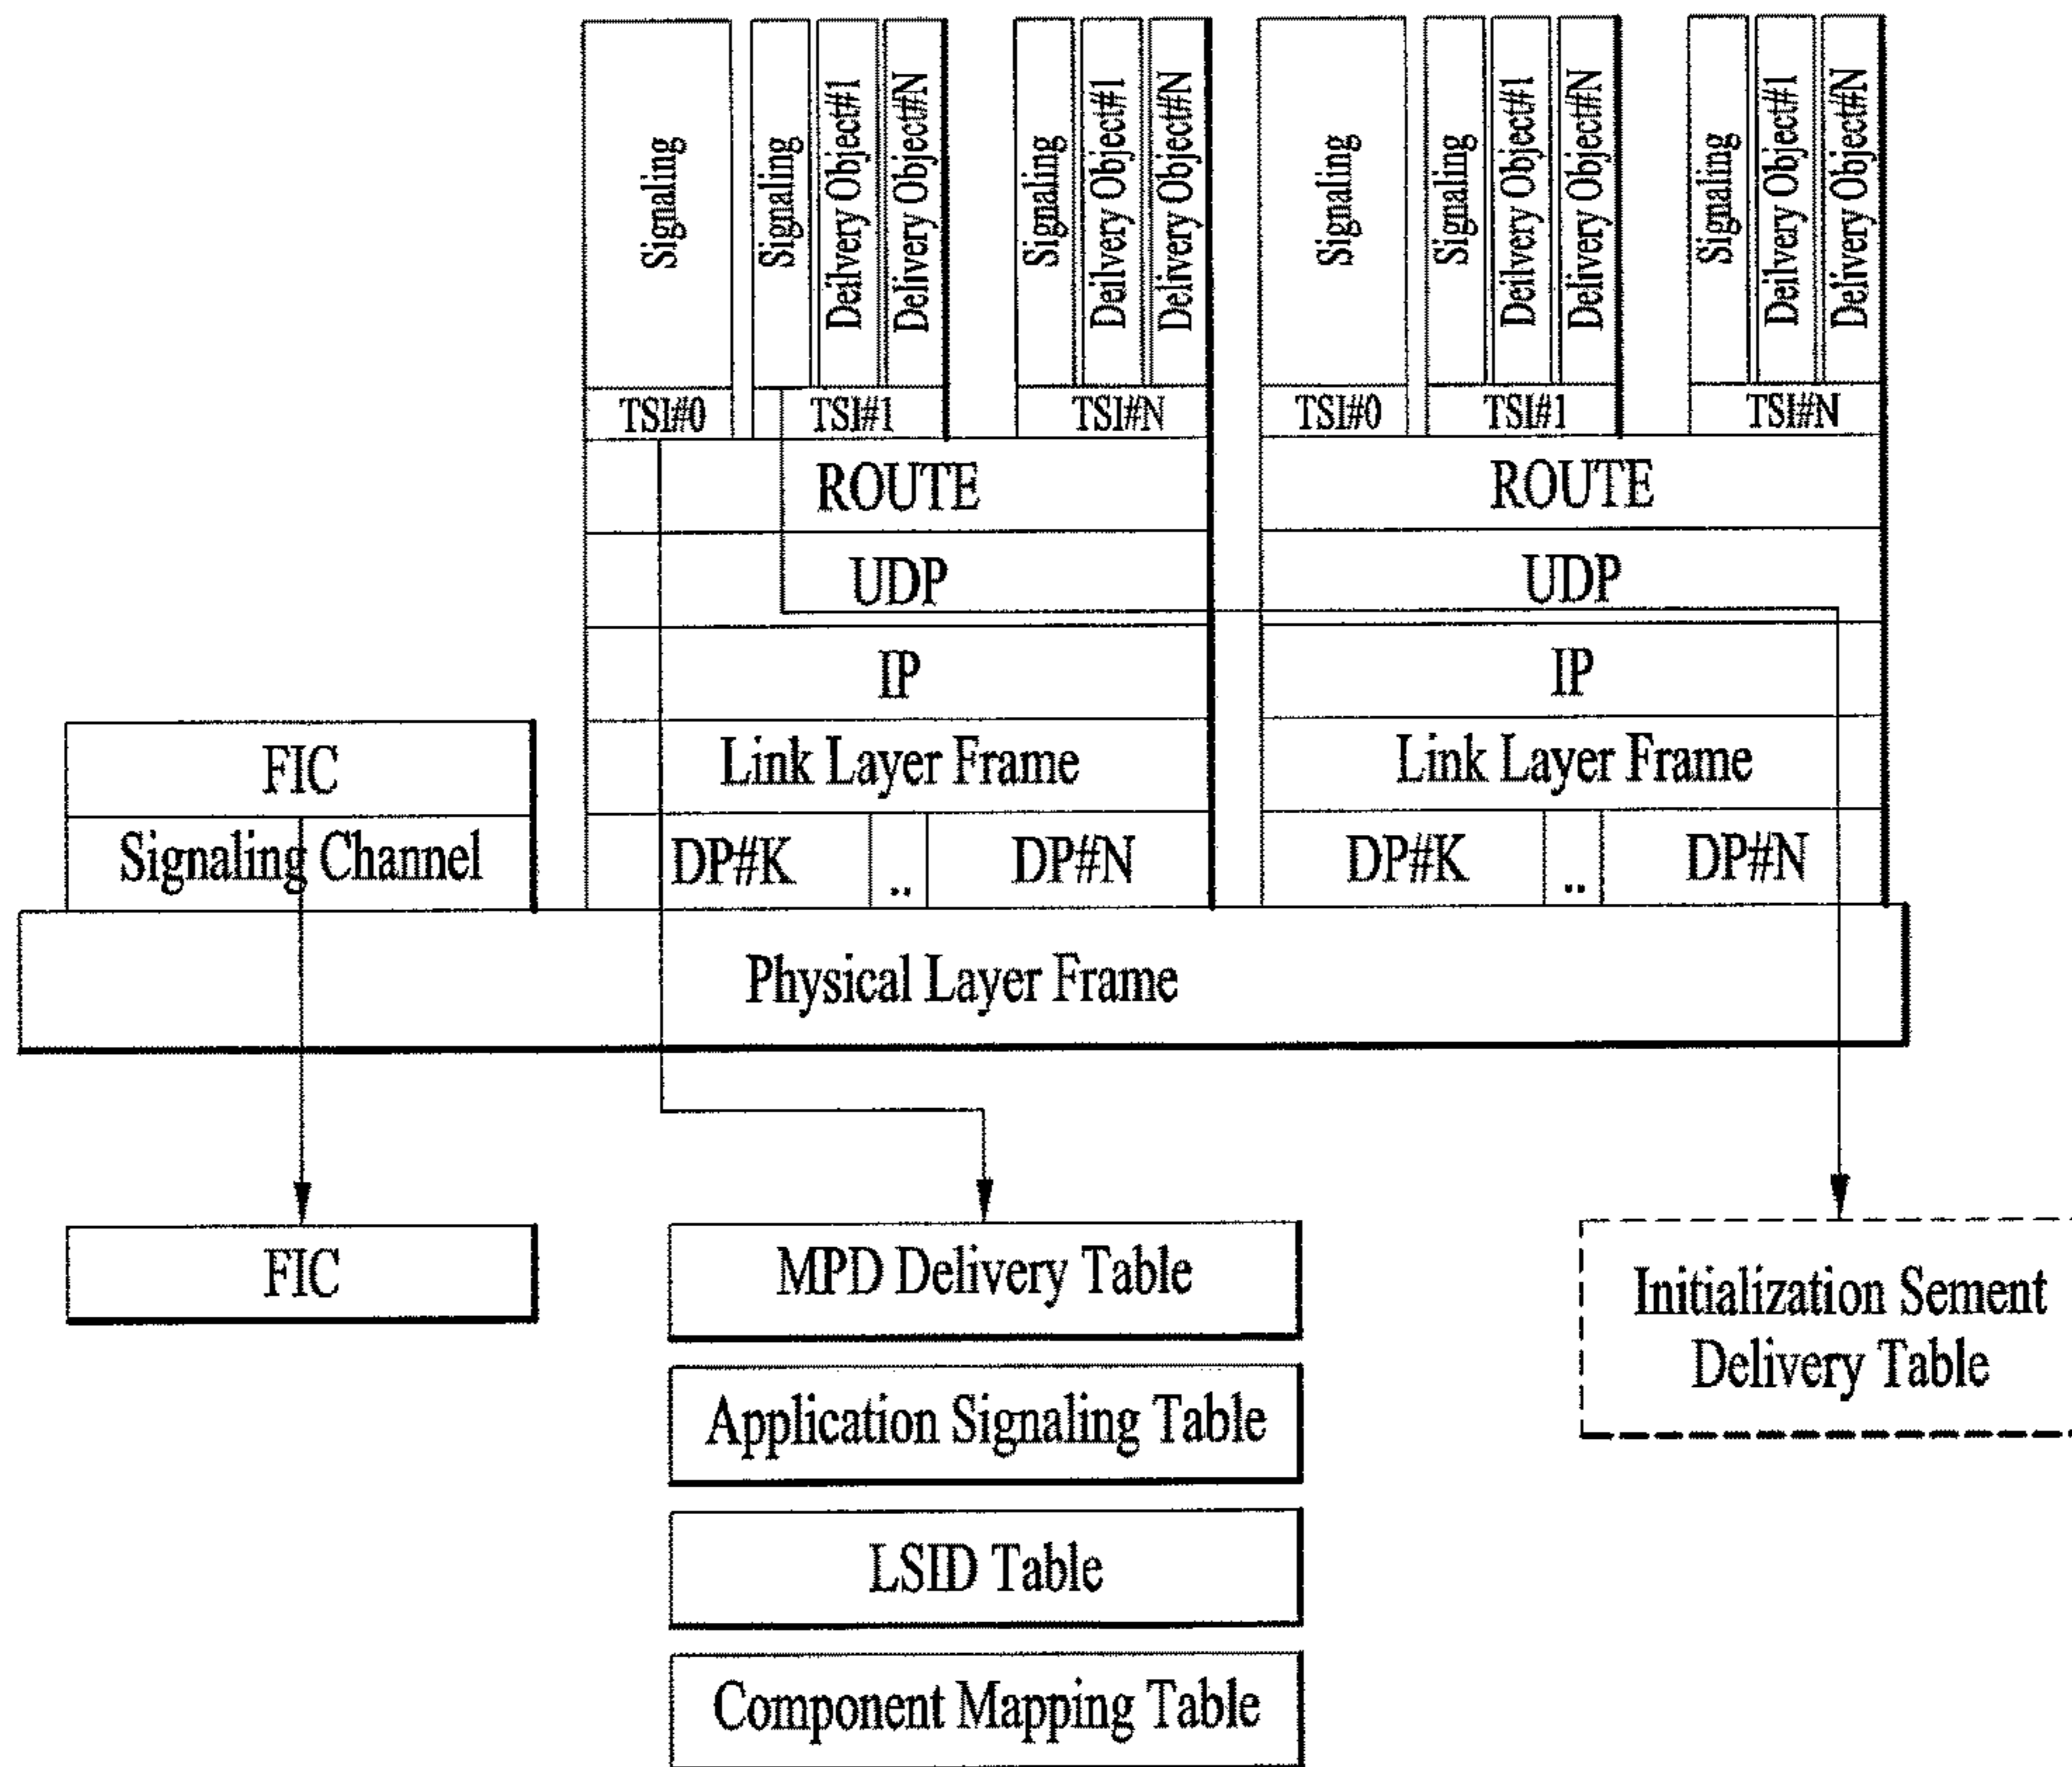 Signaling
Signaling
Deilvery Object#1
Delivery Object#N
Signaling
Deilvery Object#1
Delivery Object#N
Signaling
Signaling
Deilvery Object#1
Delivery Object#N
Signaling
Deilvery Object#1
Delivery Object#N
TSI#0
TSI#1
TSI#N
TSI#0
TSI#1
TSI#N
ROUTE
ROUTE
UDP
UDP
IP
IP
FIC
Link Layer Frame
Link Layer Frame
Signaling Channel
DP#K
..
DP#N
DP#K
..
DP#N
Physical Layer Frame
FIC
MPD Delivery Table
Initialization Sement
Delivery Table
Application Signaling Table
LSID Table
Component Mapping Table